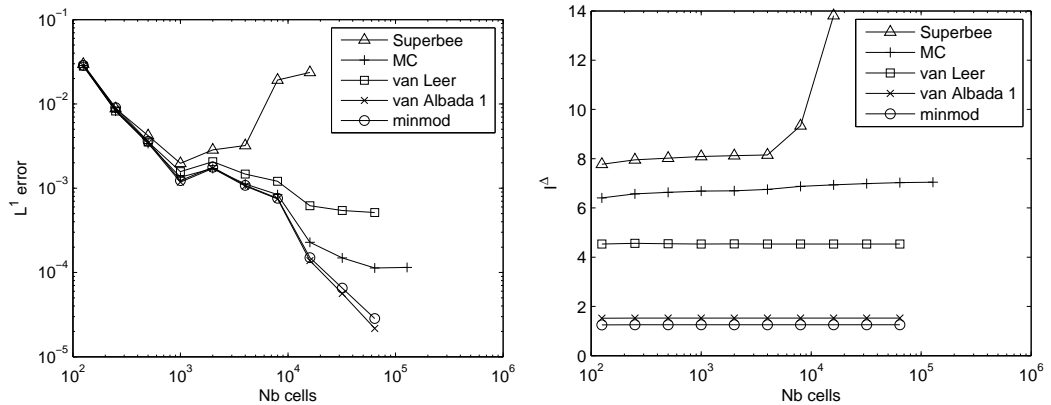 10^-1
10^-2
10^-3
10^-4
10^-5
L^1 error
10^2
10^3
10^4
10^5
10^6
Nb cells
Superbee
MC
van Leer
van Albada 1
minmod
14
12
10
8
6
4
2
0
I^Δ
10^2
10^3
10^4
10^5
10^6
Nb cells
Superbee
MC
van Leer
van Albada 1
minmod